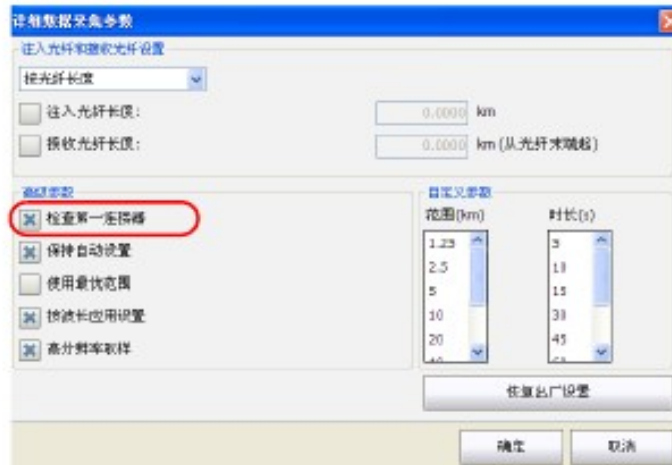 详细数据采集参数
注入光纤和接收光纤设置
按光纤长度
注入光纤长度:
0.0000 km
接收光纤长度:
0.0000 km (从光纤末端起)
高级参数
检查第一连接器
保持自动设置
使用最优范围
按波长应用设置
高分辨率取样
自定义参数
范围(km) 时长(s)
1.25 5
2.5 10
5 15
10 30
20 45
恢复出厂设置
确定 取消